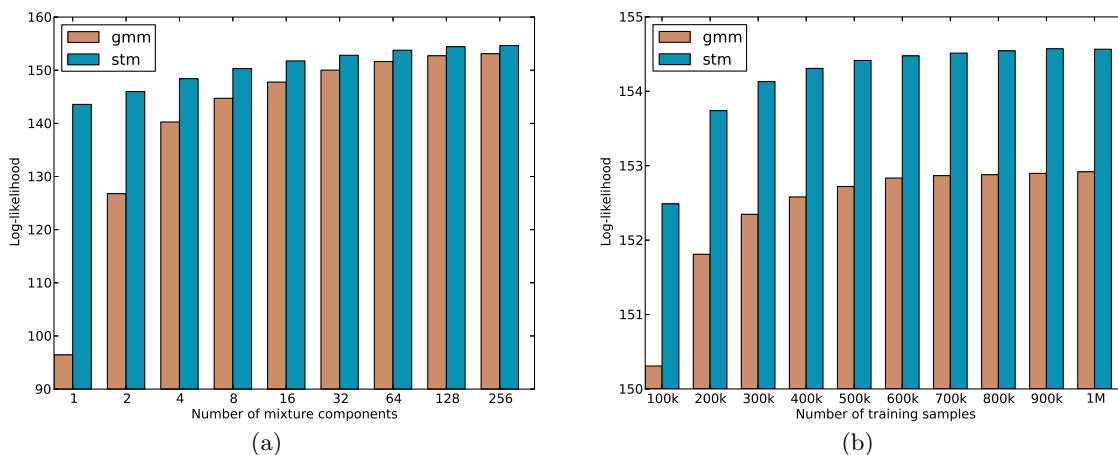 160
150
140
130
120
110
100
90
Log-likelihood
gmm
stm
1 2 4 8 16 32 64 128 256
Number of mixture components
(a)
155
154
153
152
151
150
Log-likelihood
gmm
stm
100k 200k 300k 400k 500k 600k 700k 800k 900k 1M
Number of training samples
(b)